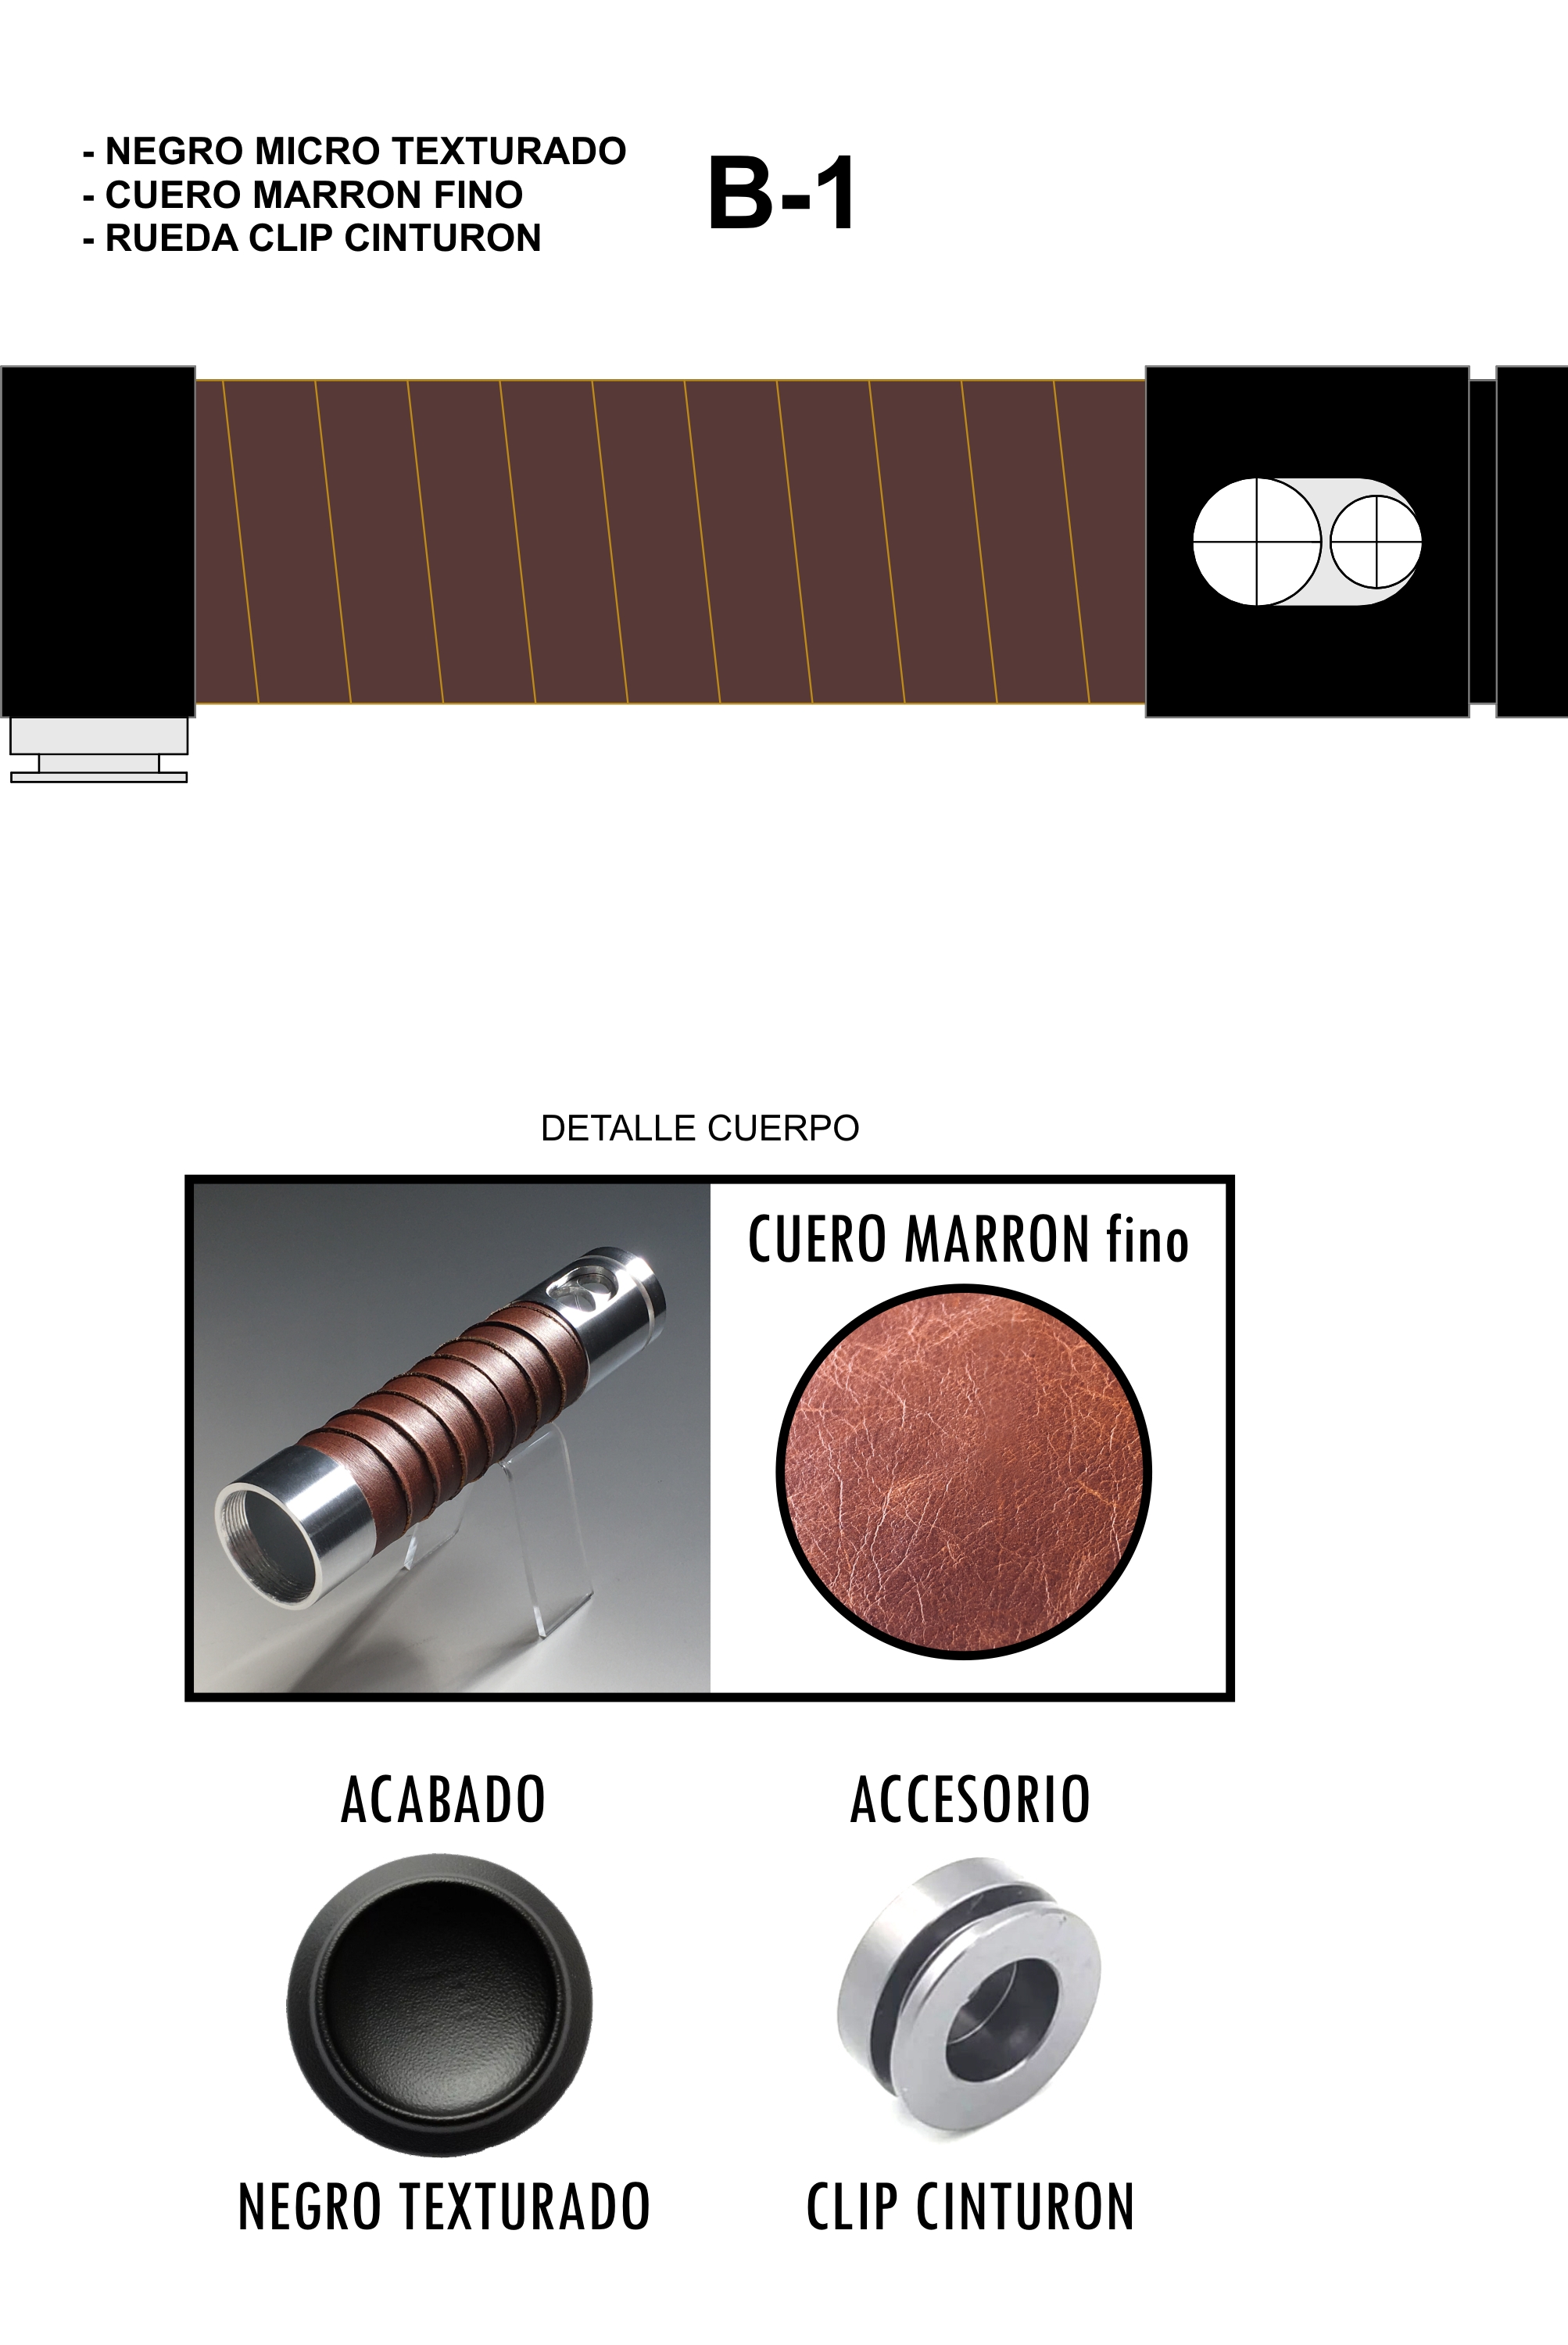 - NEGRO MICRO TEXTURADO
- CUERO MARRON FINO
- RUEDA CLIP CINTURON
B-1
DETALLE CUERPO
CUERO MARRON fino
ACABADO
ACCESORIO
NEGRO TEXTURADO
CLIP CINTURON